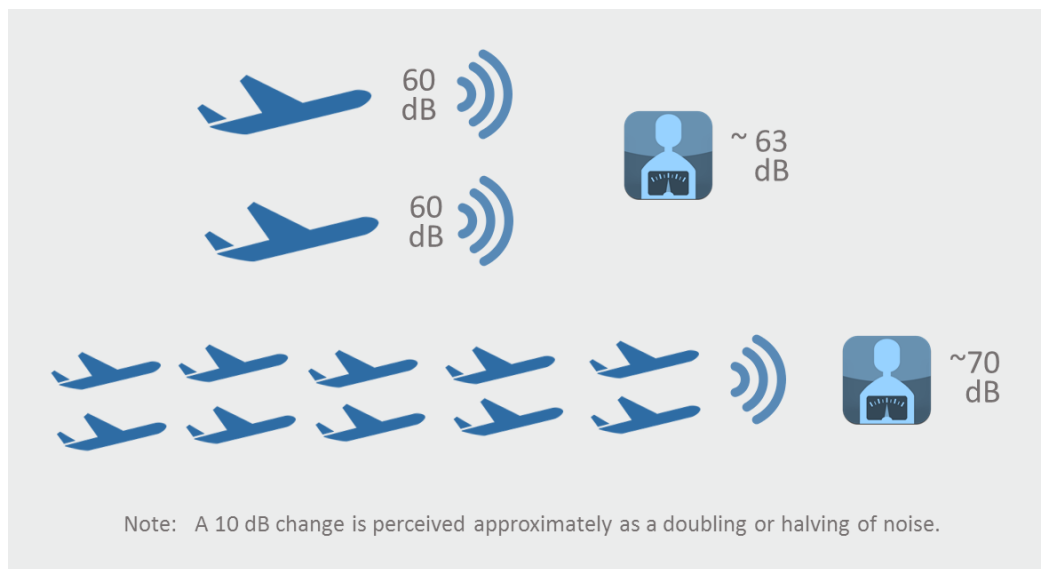 60
dB
~ 63
dB
60
dB
~70
dB
Note: A 10 dB change is perceived approximately as a doubling or halving of noise.